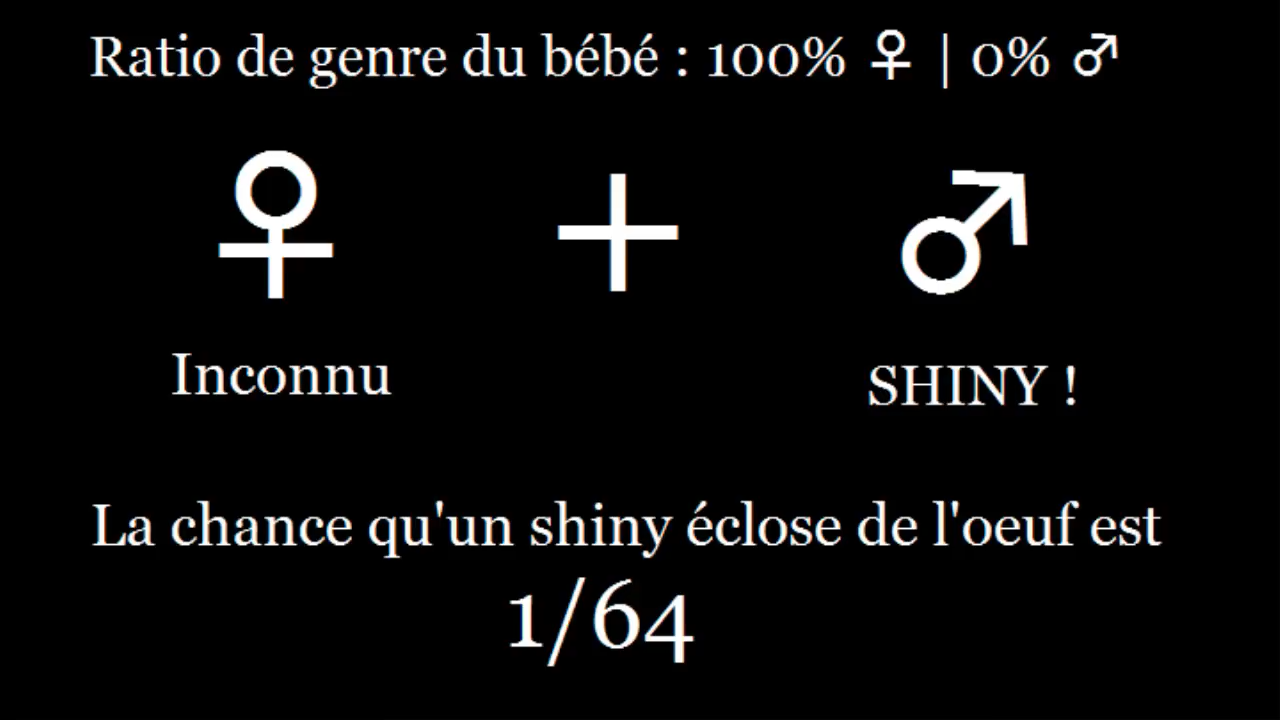 Ratio de genre du bébé : 100% ♀ | 0% ♂
♀ + ♂
Inconnu
SHINY !
La chance qu'un shiny éclose de l'oeuf est
1/64